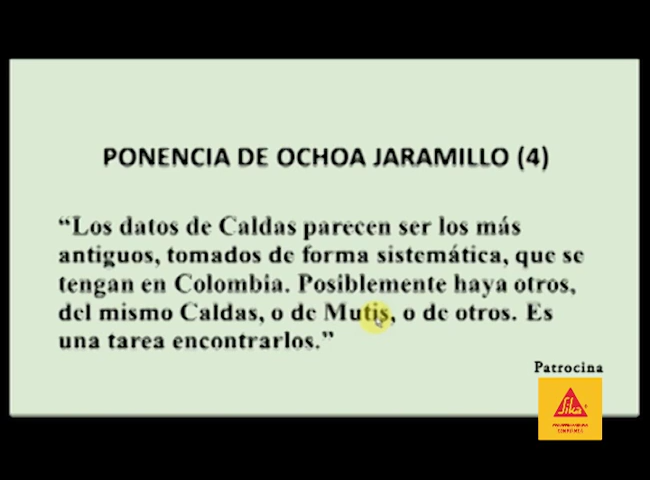 PONENCIA DE OCHOA JARAMILLO (4)
“Los datos de Caldas parecen ser los más
antiguos, tomados de forma sistemática, que se
tengan en Colombia. Posiblemente haya otros,
del mismo Caldas, o de Mutis, o de otros. Es
una tarea encontrarlos.”
Patrocina
Sika